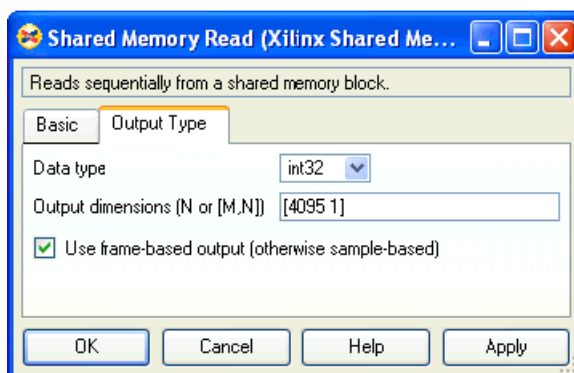 Shared Memory Read (Xilinx Shared Me...
Reads sequentially from a shared memory block.
Basic Output Type
Data type int32
Output dimensions (N or [M,N]) [4095 1]
Use frame-based output (otherwise sample-based)
OK Cancel Help Apply